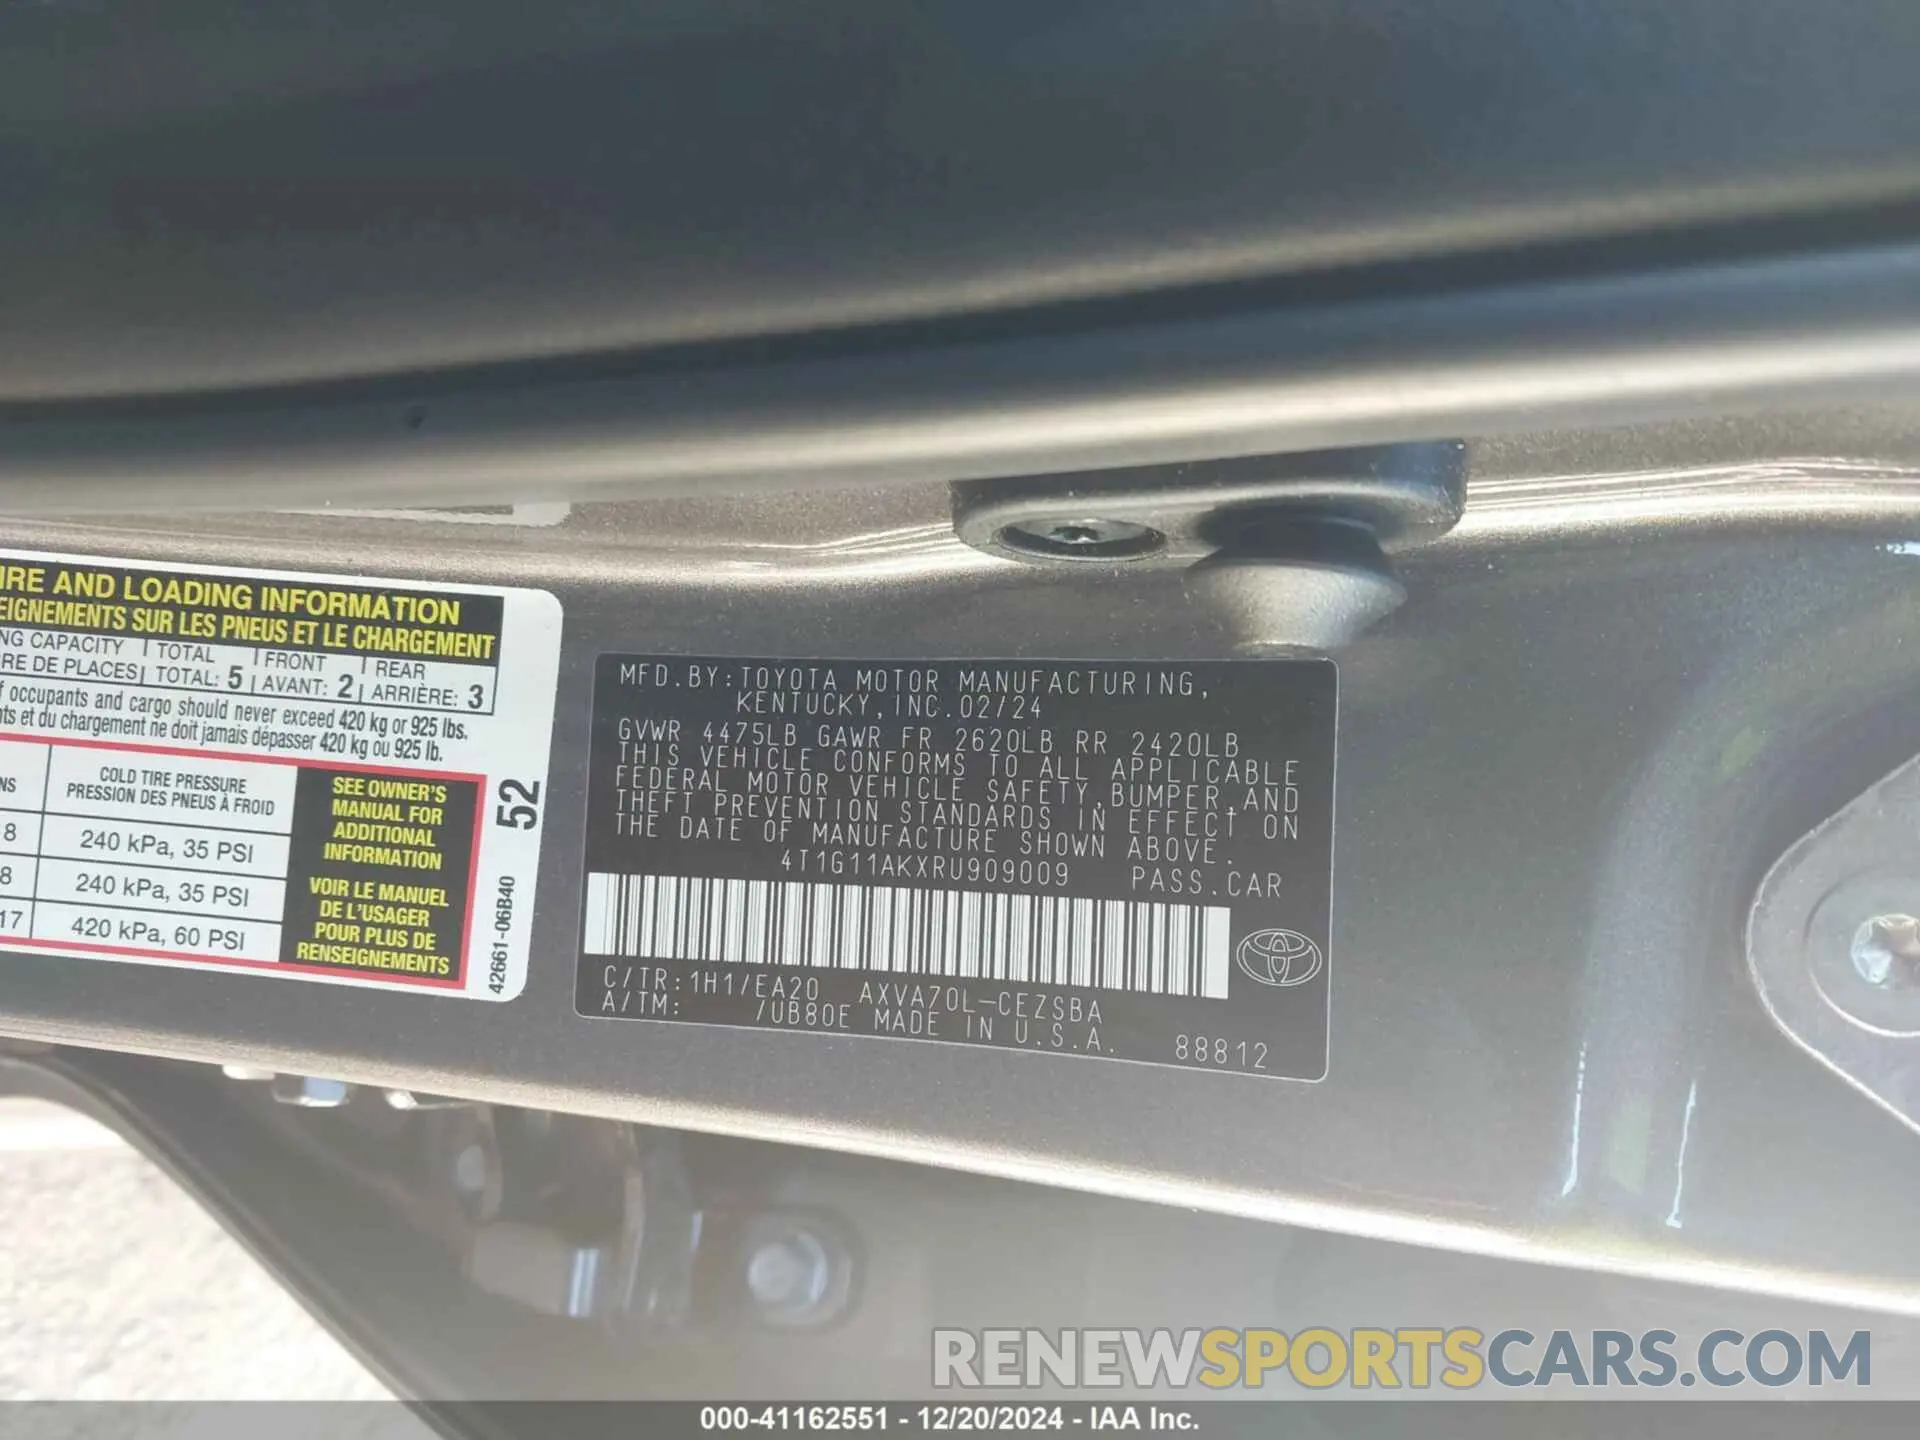 IRE AND LOADING INFORMATION
EIGNEMENTS SUR LES PNEUS ET LE CHARGEMENT
NG CAPACITY TOTAL FRONT REAR
RE DE PLACES TOTAL: 5 AVANT: 2 ARRIÈRE: 3
f occupants and cargo should never exceed 420 kg or 925 lbs.
nts et du chargement ne doit jamais dépasser 420 kg ou 925 lb.
NS
COLD TIRE PRESSURE
PRESSION DES PNEUS À FROID
8 240 kPa, 35 PSI
8 240 kPa, 35 PSI
17 420 kPa, 60 PSI
SEE OWNER'S
MANUAL FOR
ADDITIONAL
INFORMATION
VOIR LE MANUEL
DE L'USAGER
POUR PLUS DE
RENSEIGNEMENTS
52
42661-06B40
MFD.BY:TOYOTA MOTOR MANUFACTURING,
KENTUCKY,INC.02/24
GVWR 4475LB GAWR FR 2620LB RR 2420LB
THIS VEHICLE CONFORMS TO ALL APPLICABLE
FEDERAL MOTOR VEHICLE SAFETY,BUMPER,AND
THEFT PREVENTION STANDARDS IN EFFECT ON
THE DATE OF MANUFACTURE SHOWN ABOVE.
4T1G11AKXRU909009 PASS.CAR
C/TR:1H1/EA20 AXVA70L-CEZSBA
A/TM: /UB80E MADE IN U.S.A.
88812
RENEWSPORTSCARS.COM
000-41162551 - 12/20/2024 - IAA Inc.